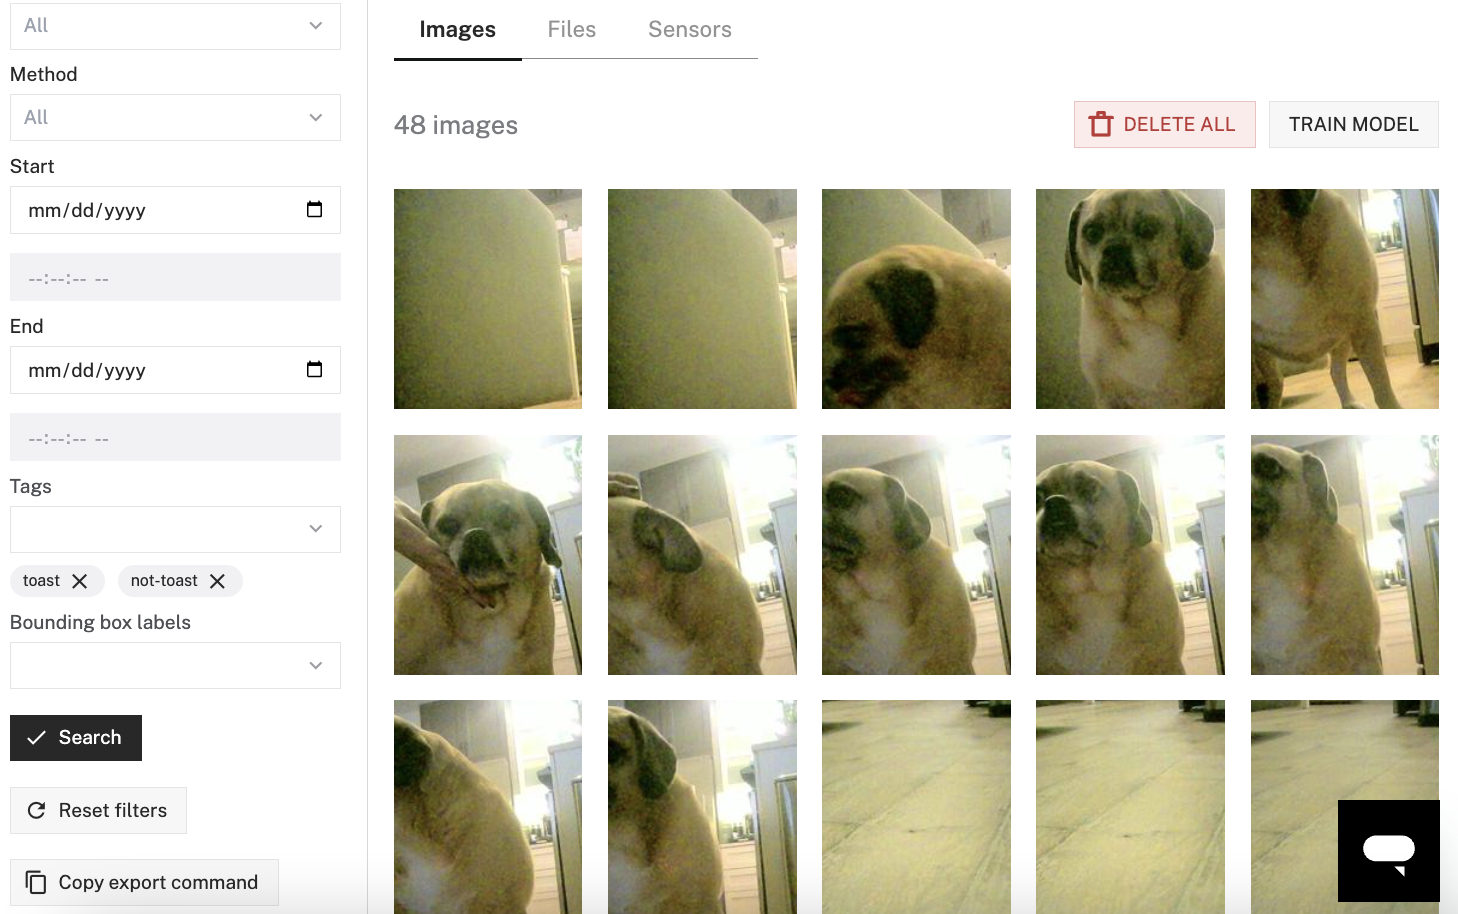 All
Method
All
Start
mm/dd/yyyy
--:--:-- --
End
mm/dd/yyyy
--:--:-- --
Tags
toast
not-toast
Bounding box labels
Search
Reset filters
Copy export command
Images Files Sensors
48 images
DELETE ALL
TRAIN MODEL